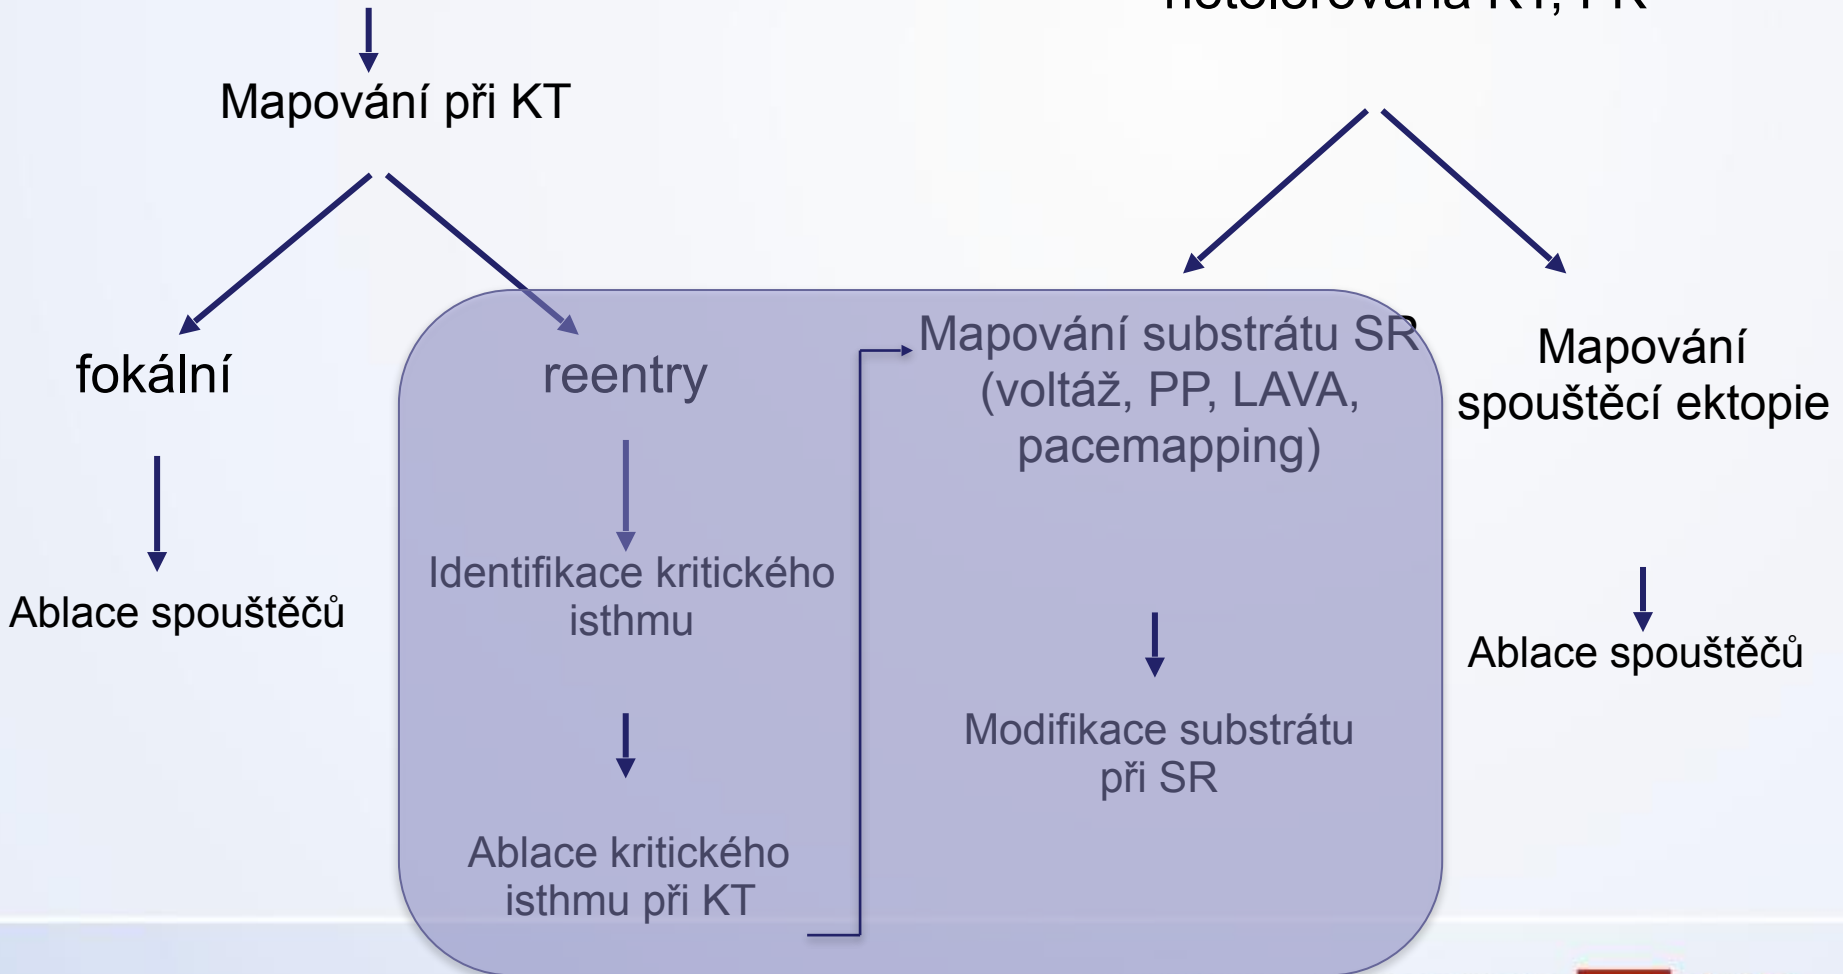 Mapování při KT
fokální
reentry
Mapování substrátu SR
(voltáž, PP, LAVA,
pacemapping)
Mapování
spouštěcí ektopie
Ablace spouštěčů
Identifikace kritického
isthmu
Ablace spouštěčů
Modifikace substrátu
při SR
Ablace kritického
isthmu při KT